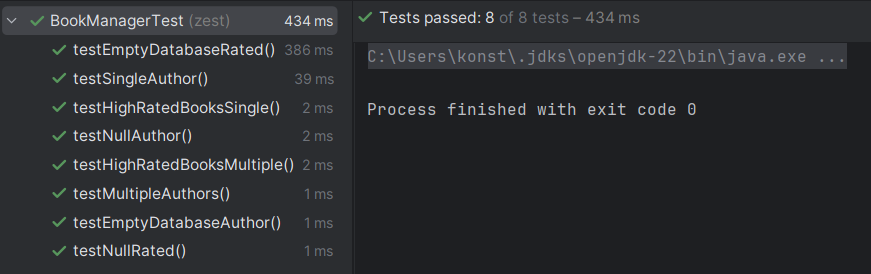 BookManagerTest (zest) 434 ms
testEmptyDatabaseRated() 386 ms
testSingleAuthor() 39 ms
testHighRatedBooksSingle() 2 ms
testNullAuthor() 2 ms
testHighRatedBooksMultiple() 2 ms
testMultipleAuthors() 1 ms
testEmptyDatabaseAuthor() 1 ms
testNullRated() 1 ms
Tests passed: 8 of 8 tests – 434 ms
C:\Users\konst\.jdks\openjdk-22\bin\java.exe ...
Process finished with exit code 0